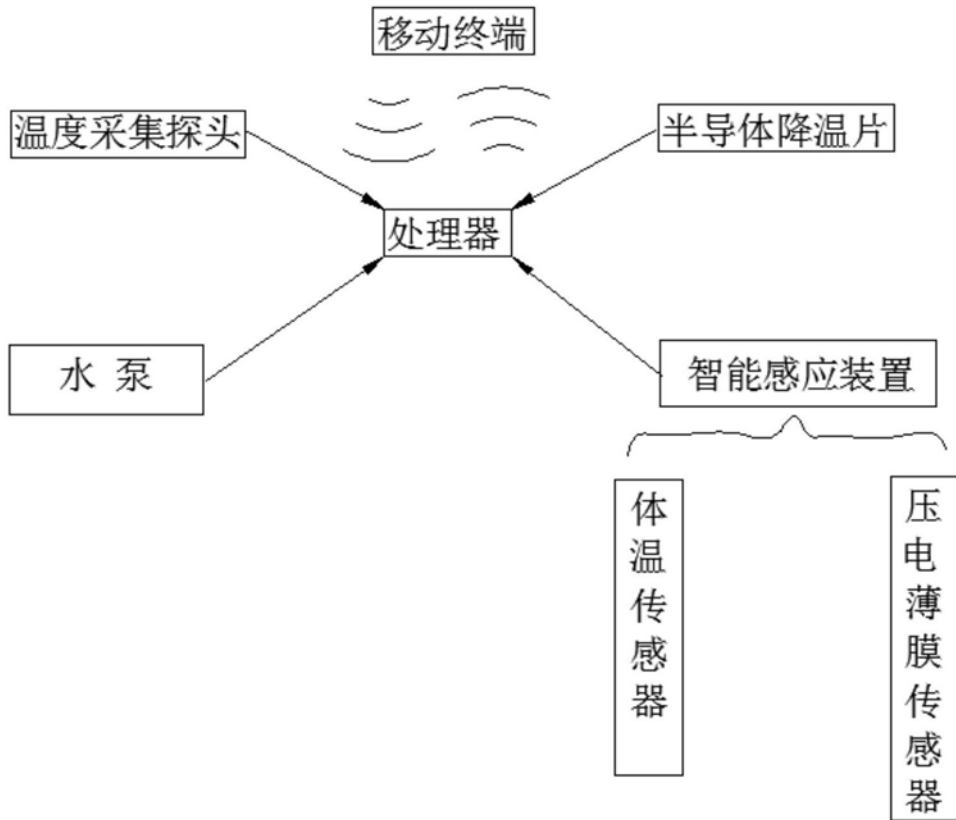 移动终端
温度采集探头
半导体降温片
处理器
水 泵
智能感应装置
体温传感器
压电薄膜传感器